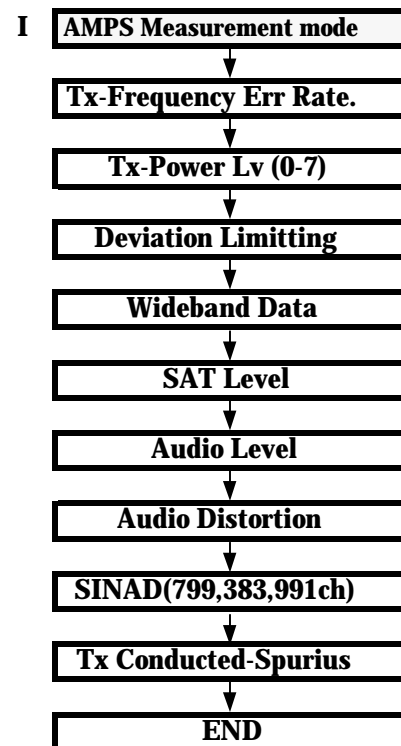 I AMPS Measurement mode
Tx-Frequency Err Rate.
Tx-Power Lv (0-7)
Deviation Limitting
Wideband Data
SAT Level
Audio Level
Audio Distortion
SINAD(799,383,991ch)
Tx Conducted-Spurius
END